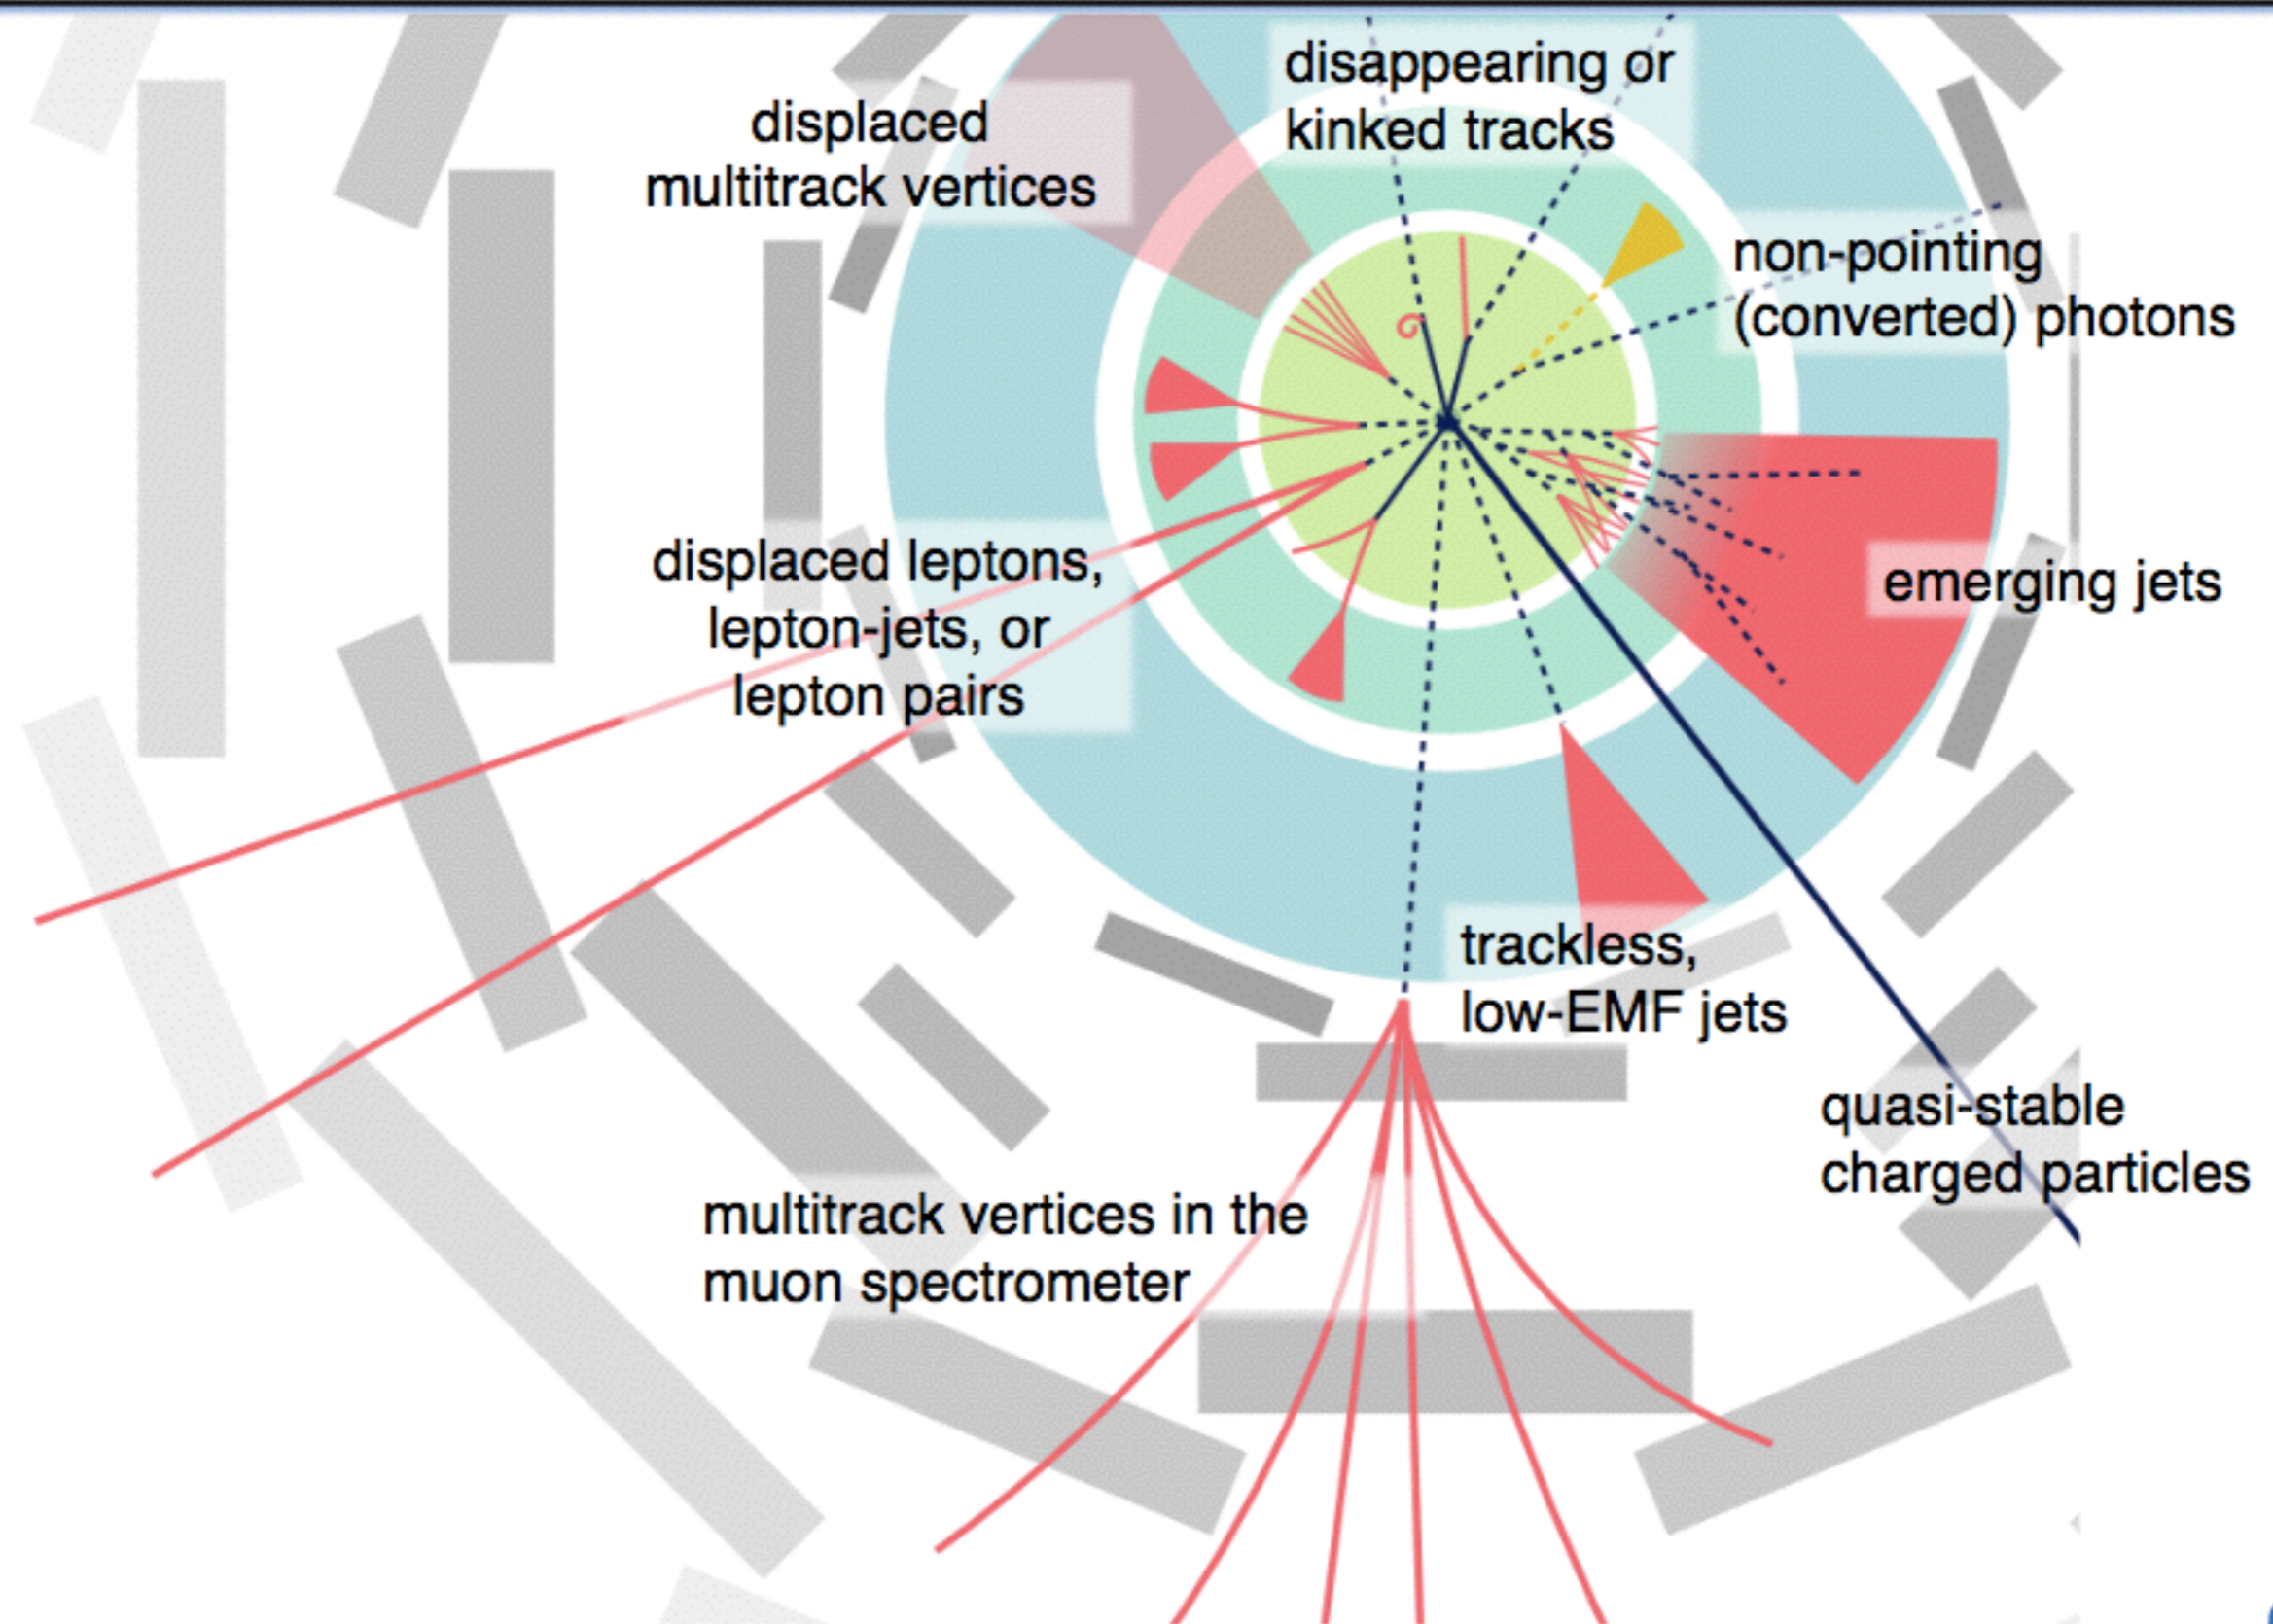 disappearing or
kinked tracks
displaced
multitrack vertices
non-pointing
(converted) photons
displaced leptons,
lepton-jets, or
lepton pairs
emerging jets
trackless,
low-EMF jets
quasi-stable
charged particles
multitrack vertices in the
muon spectrometer